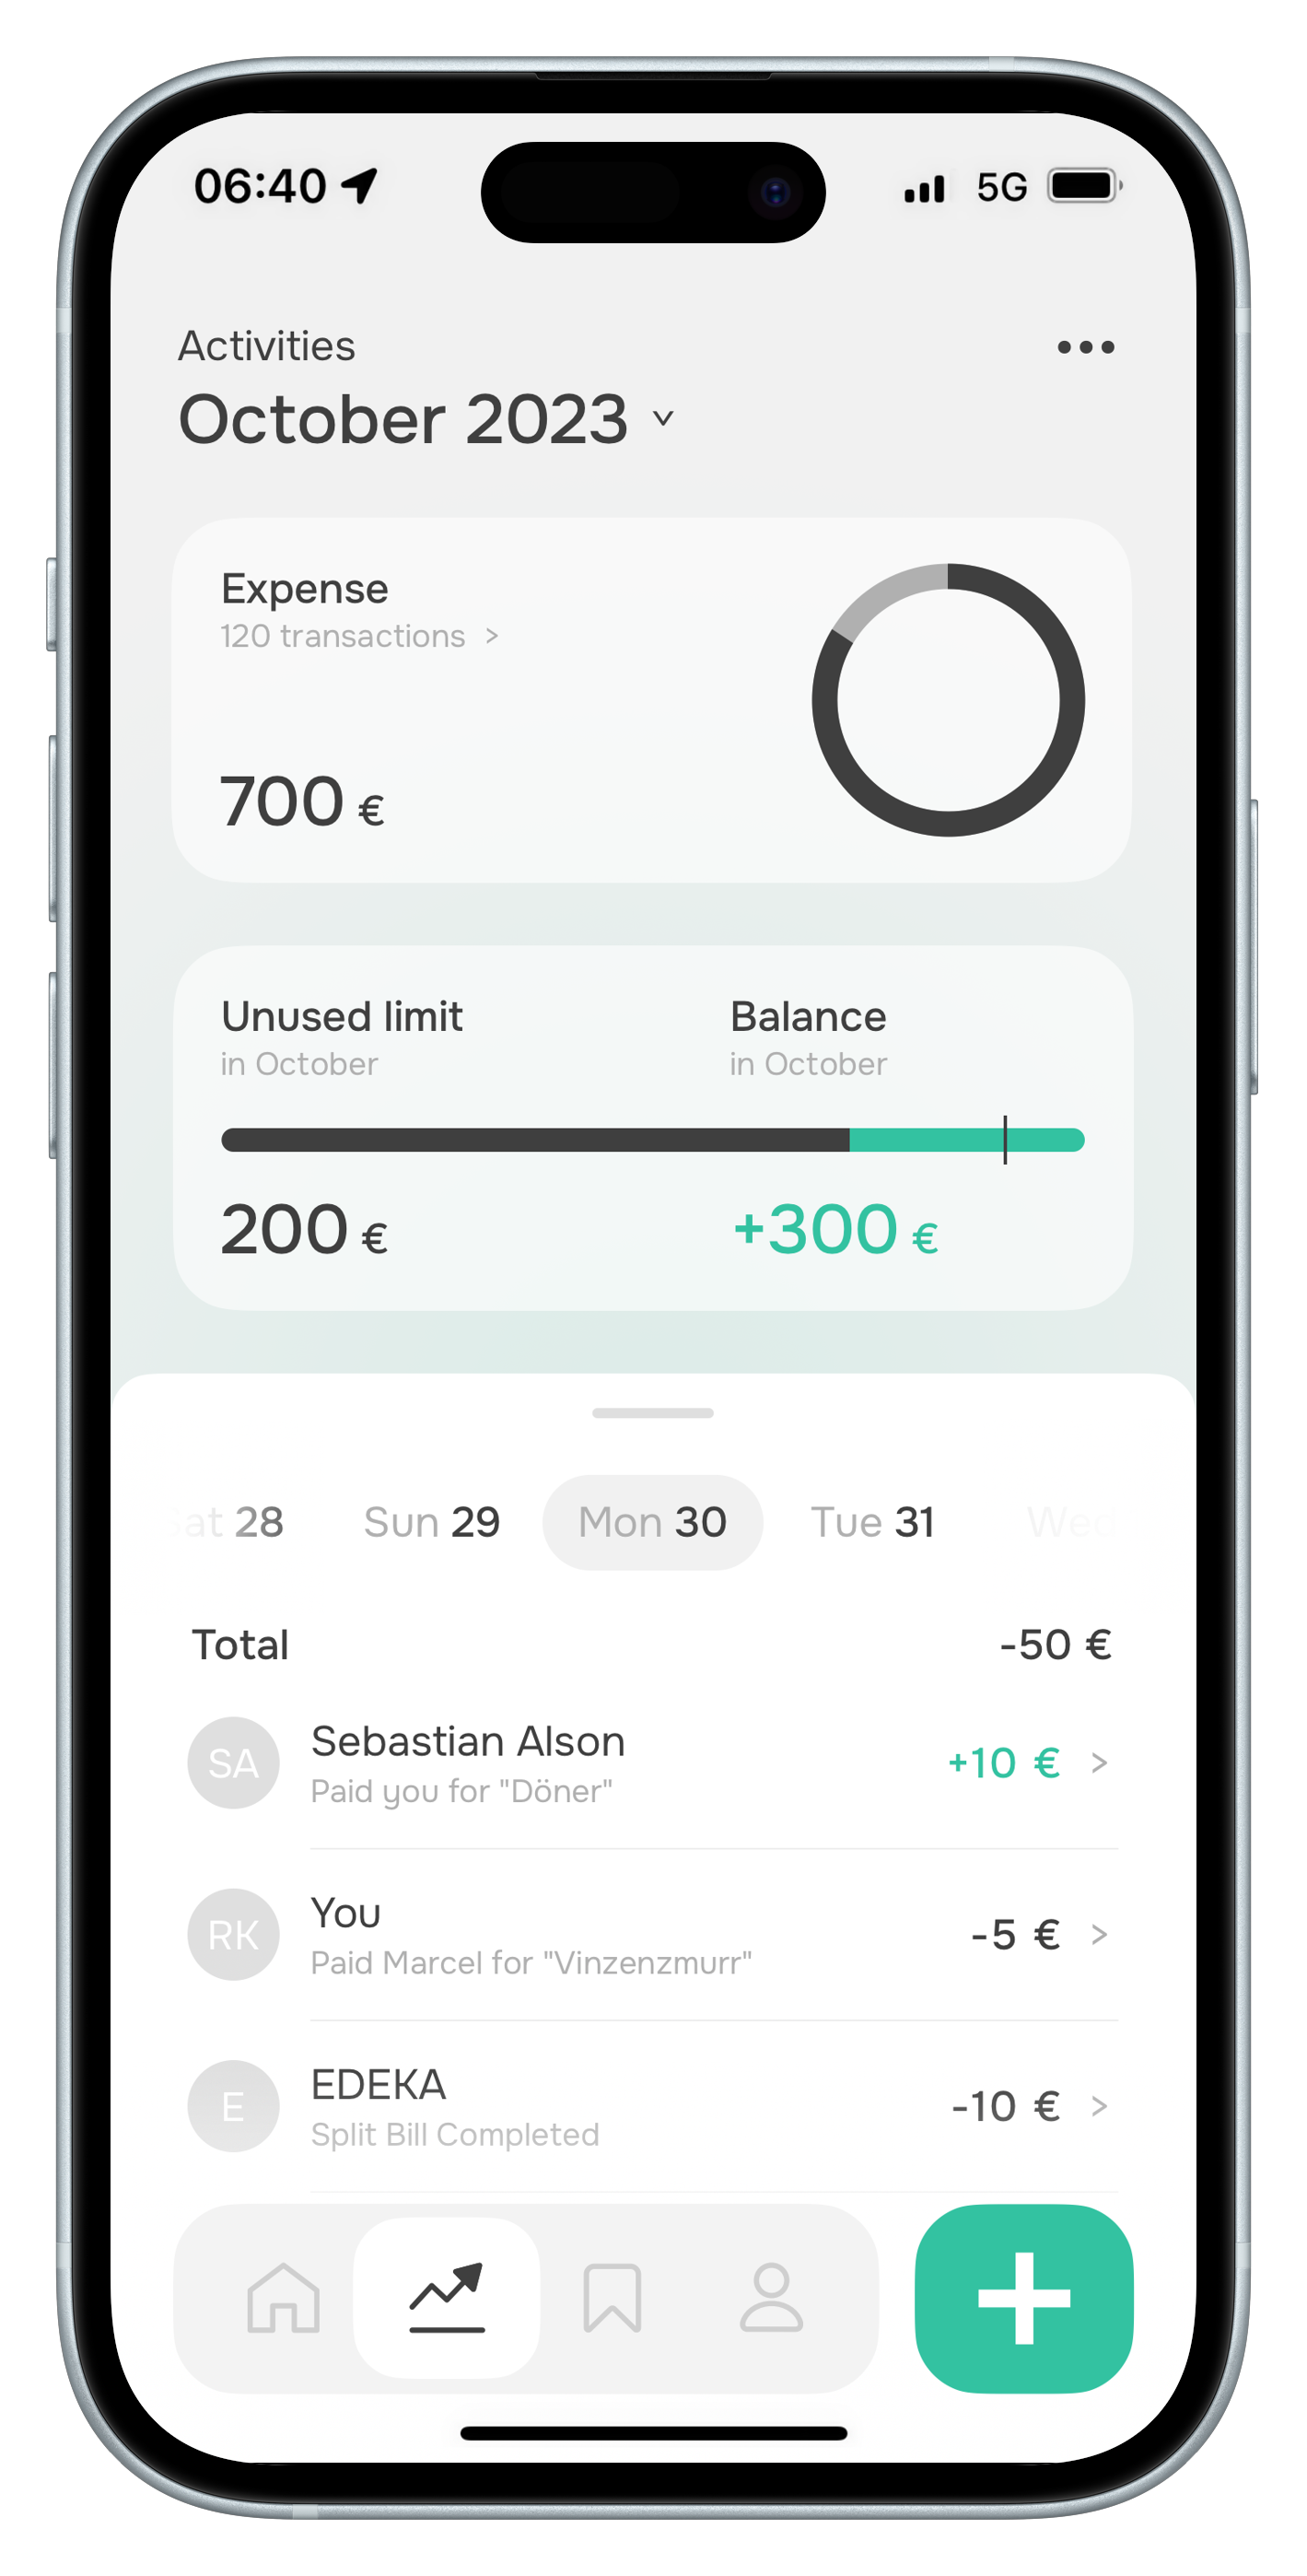 06:40 5G
Activities
October 2023
Expense
120 transactions >
700 €
Unused limit Balance
in October in October
200 € +300 €
Sat 28 Sun 29 Mon 30 Tue 31 Wed
Total -50 €
SA Sebastian Alson +10 € >
Paid you for "Döner"
RK You -5 € >
Paid Marcel for "Vinzenzmurr"
E EDEKA -10 € >
Split Bill Completed